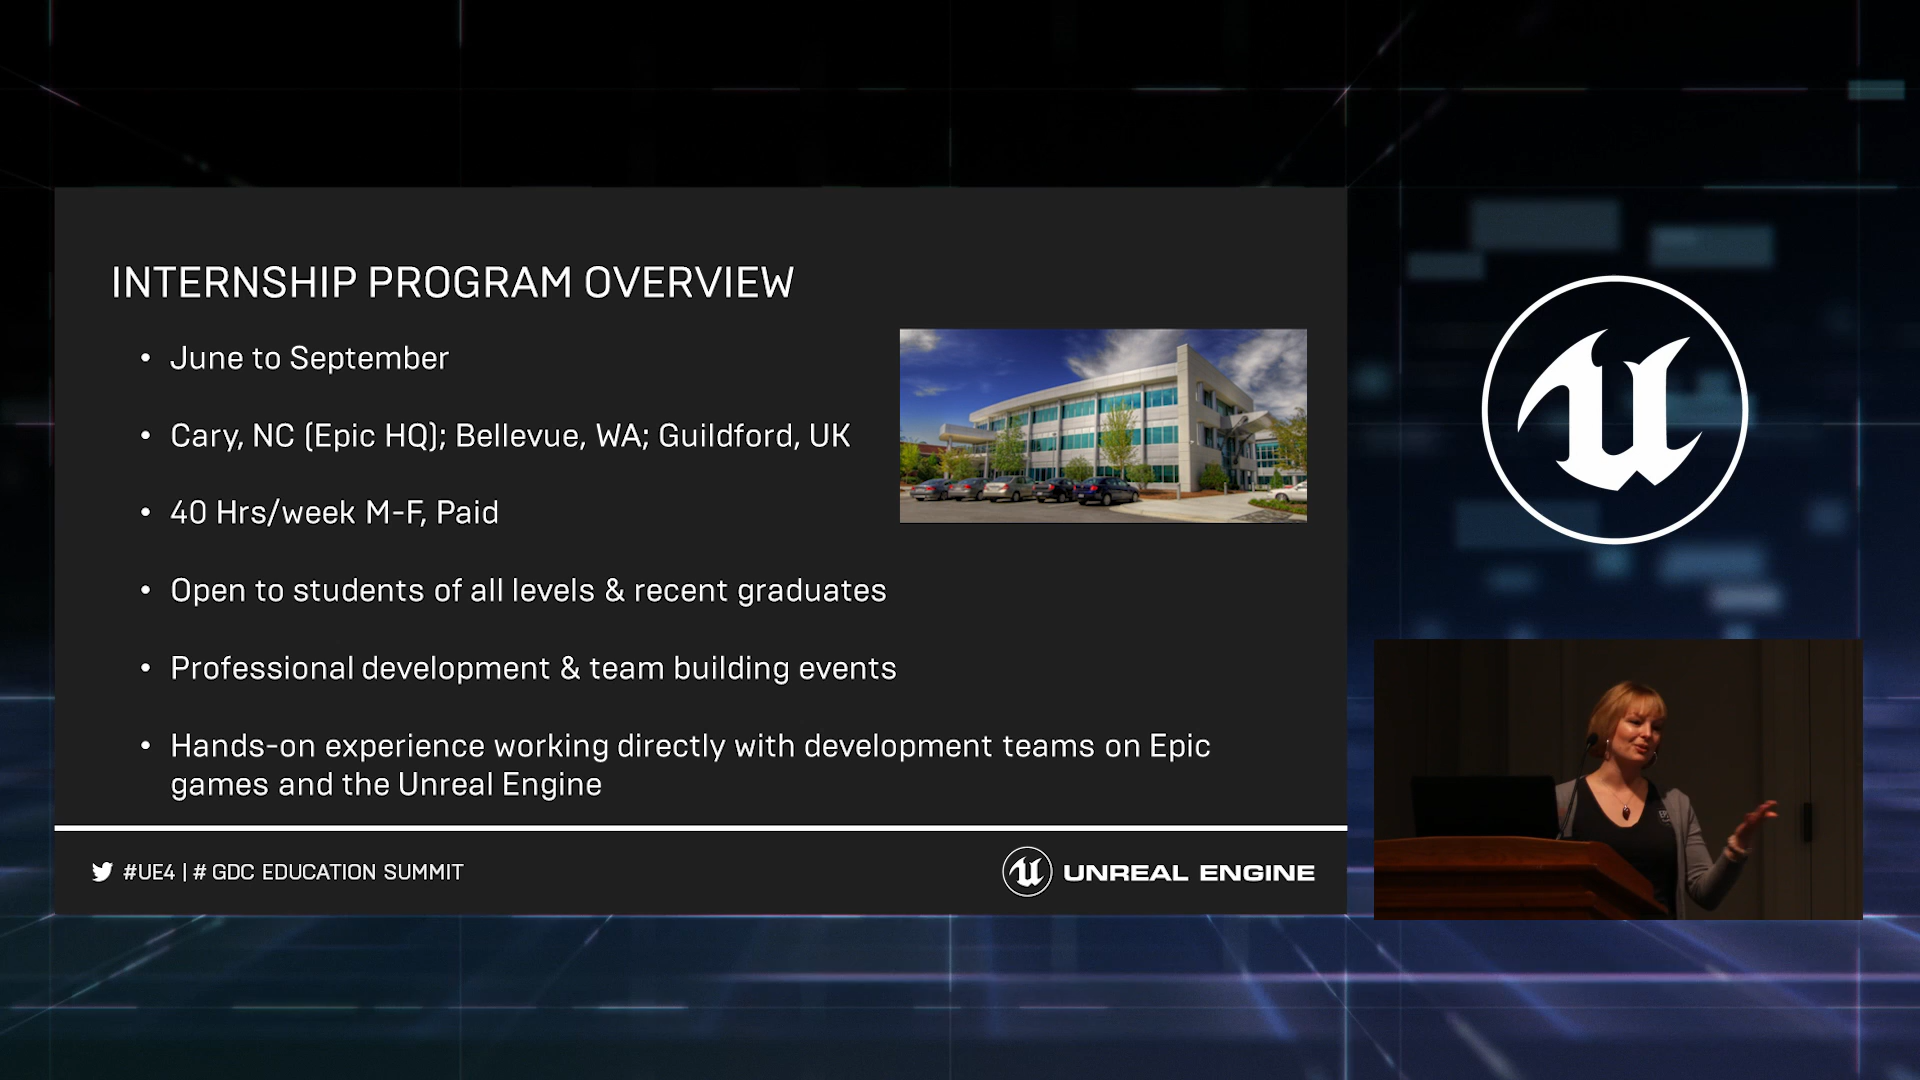 INTERNSHIP PROGRAM OVERVIEW
• June to September
• Cary, NC (Epic HQ); Bellevue, WA; Guildford, UK
• 40 Hrs/week M-F, Paid
• Open to students of all levels & recent graduates
• Professional development & team building events
• Hands-on experience working directly with development teams on Epic
games and the Unreal Engine
#UE4 | # GDC EDUCATION SUMMIT
UNREAL ENGINE